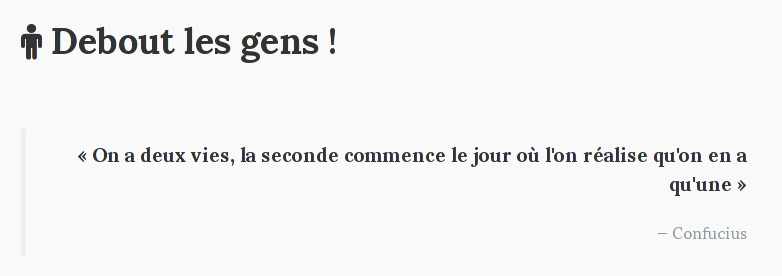 Debout les gens !
« On a deux vies, la seconde commence le jour où l'on réalise qu'on en a
qu'une »
– Confucius